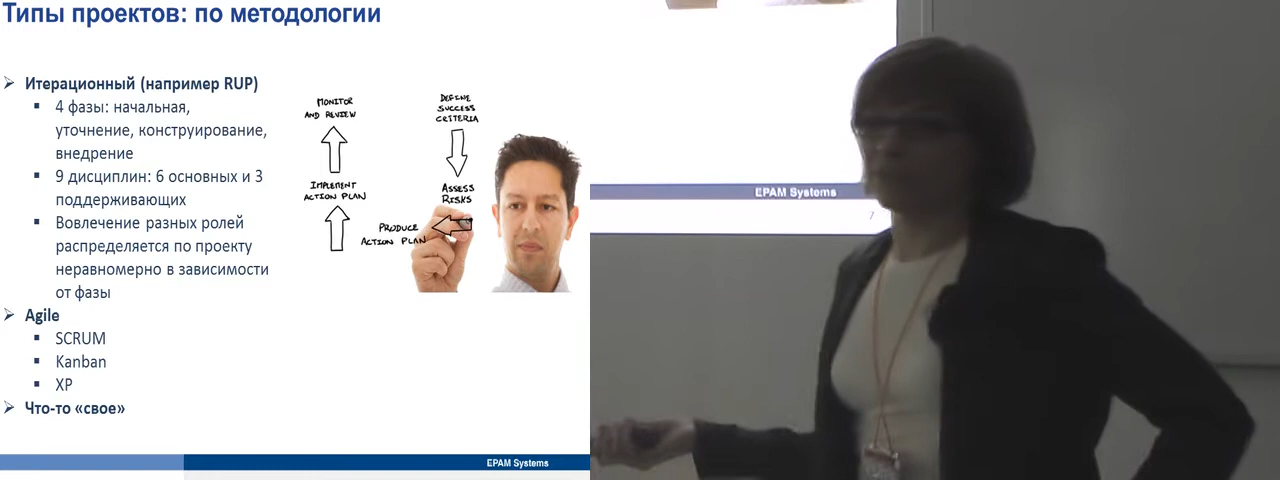 Типы проектов: по методологии
Итерационный (например RUP)
4 фазы: начальная,
уточнение, конструирование,
внедрение
9 дисциплин: 6 основных и 3
поддерживающих
Вовлечение разных ролей
распределяется по проекту
неравномерно в зависимости
от фазы
Agile
SCRUM
Kanban
XP
Что-то «свое»
MONITOR
AND REVIEW
DEFINE
SUCCESS
CRITERIA
IMPLEMENT
ACTION PLAN
ASSESS
RISKS
PRODUCE
ACTION PLAN
EPAM Systems
EPAM Systems
7